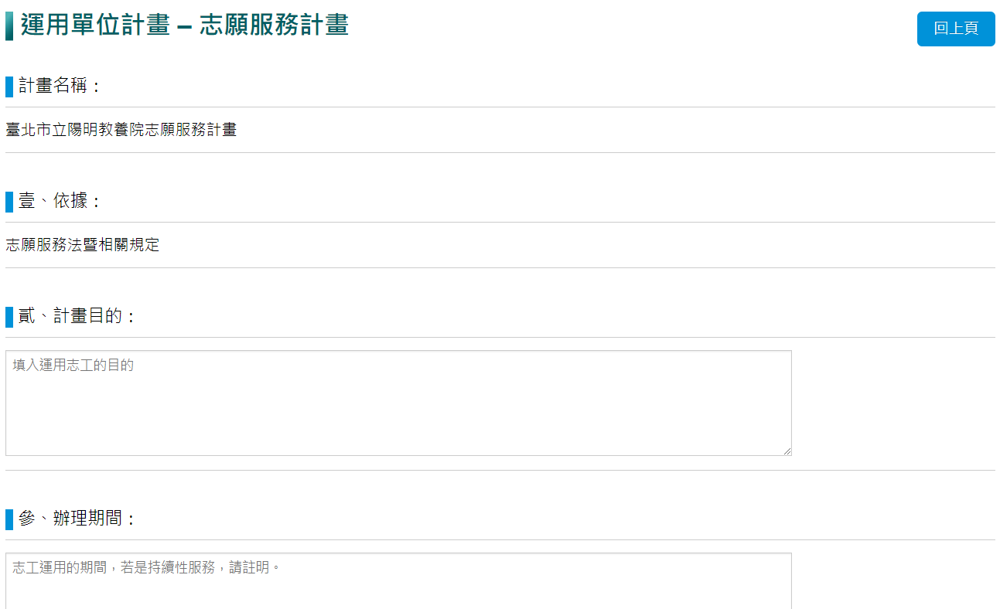 運用單位計畫 – 志願服務計畫
回上頁
計畫名稱：
臺北市立陽明教養院志願服務計畫
壹、依據：
志願服務法暨相關規定
貳、計畫目的：
填入運用志工的目的
參、辦理期間：
志工運用的期間，若是持續性服務，請註明。